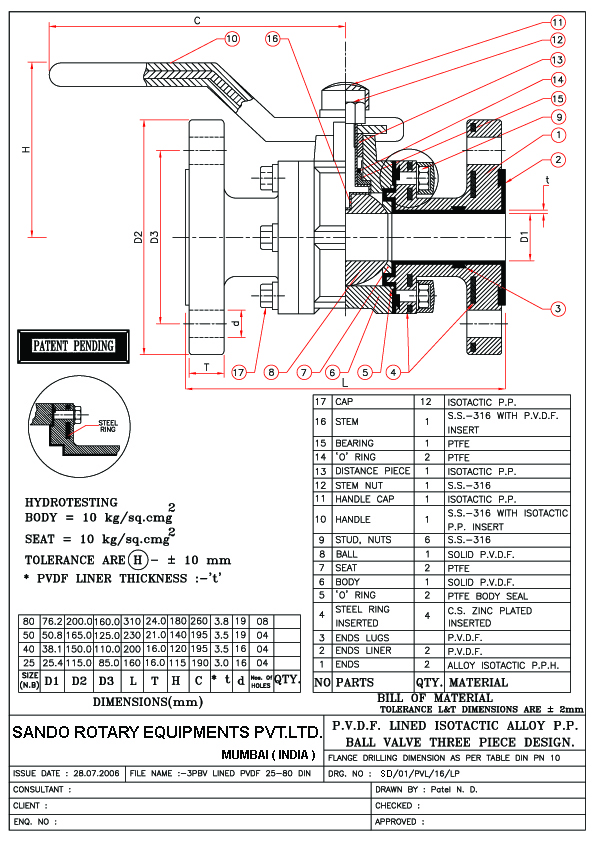 C
10
16
11
12
13
14
15
9
1
2
t
H
D2
D3
D1
d
T
17
8
7
6
5
4
3
L
PATENT PENDING
STEEL
RING
HYDROTESTING
BODY = 10 kg/sq.cmg2
SEAT = 10 kg/sq.cmg2
TOLERANCE ARE H - ± 10 mm
* PVDF LINER THICKNESS :-'t'
80 76.2 200.0 160.0 310 24.0 180 260 3.8 19 08
50 50.8 165.0 125.0 230 21.0 140 195 3.5 19 04
40 38.1 150.0 110.0 200 16.0 120 195 3.5 16 04
25 25.4 115.0 85.0 160 16.0 115 190 3.0 16 04
SIZE (N.B) D1 D2 D3 L T H C * t d Nos. Of HOLES QTY.
DIMENSIONS(mm)
17 CAP 12 ISOTACTIC P.P.
16 STEM 1 S.S.-316 WITH P.V.D.F. INSERT
15 BEARING 1 PTFE
14 'O' RING 2 PTFE
13 DISTANCE PIECE 1 ISOTACTIC P.P.
12 STEM NUT 1 S.S.-316
11 HANDLE CAP 1 ISOTACTIC P.P.
10 HANDLE 1 S.S.-316 WITH ISOTACTIC P.P. INSERT
9 STUD, NUTS 6 S.S.-316
8 BALL 1 SOLID P.V.D.F.
7 SEAT 2 PTFE
6 BODY 1 SOLID P.V.D.F.
5 'O' RING 2 PTFE BODY SEAL
4 STEEL RING INSERTED 4 C.S. ZINC PLATED INSERTED
3 ENDS LUGS P.V.D.F.
2 ENDS LINER 2 P.V.D.F.
1 ENDS 2 ALLOY ISOTACTIC P.P.H.
NO PARTS QTY. MATERIAL
BILL OF MATERIAL
TOLERANCE L&T DIMENSIONS ARE ± 2mm
SANDO ROTARY EQUIPMENTS PVT.LTD.
MUMBAI ( INDIA )
P.V.D.F. LINED ISOTACTIC ALLOY P.P.
BALL VALVE THREE PIECE DESIGN.
FLANGE DRILLING DIMENSION AS PER TABLE DIN PN 10
ISSUE DATE : 28.07.2006 FILE NAME :-3PBV LINED PVDF 25-80 DIN DRG. NO : SD/01/PVL/16/LP
CONSULTANT : DRAWN BY : Patel N. D.
CLIENT : CHECKED :
ENQ. NO : APPROVED :